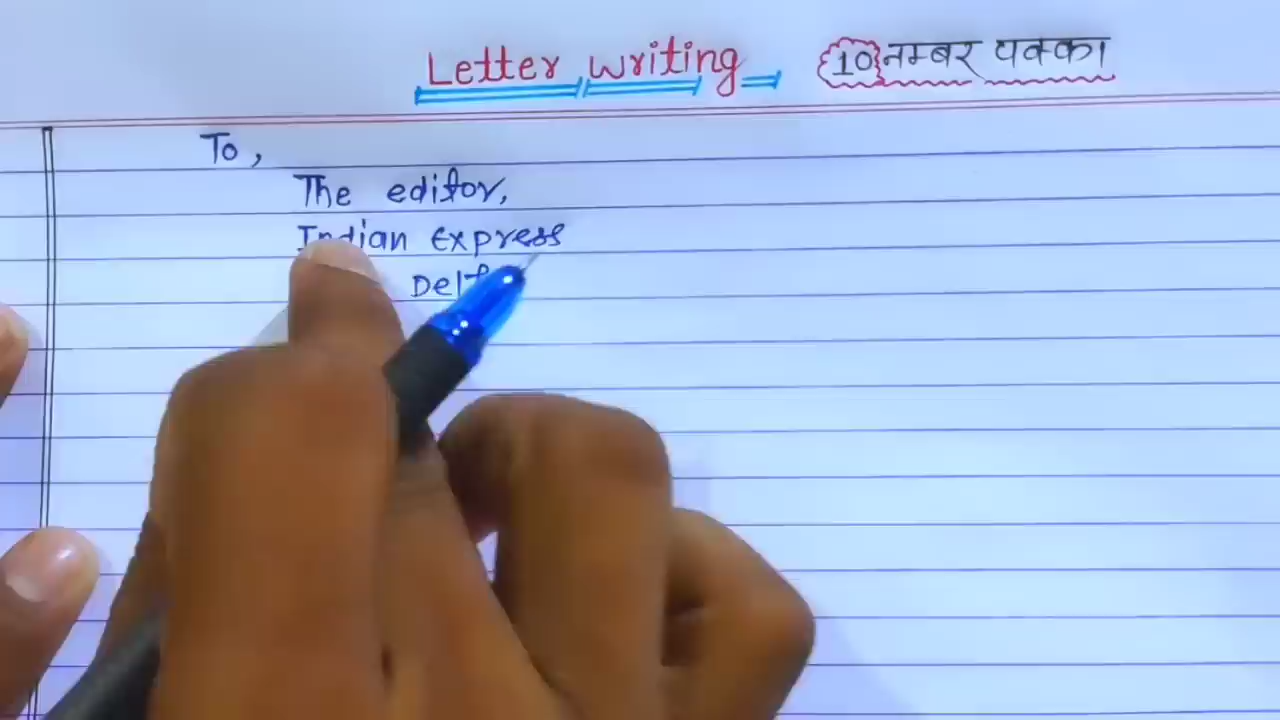 Letter writing 10 नम्बर पक्का
To,
The editor,
Indian Express